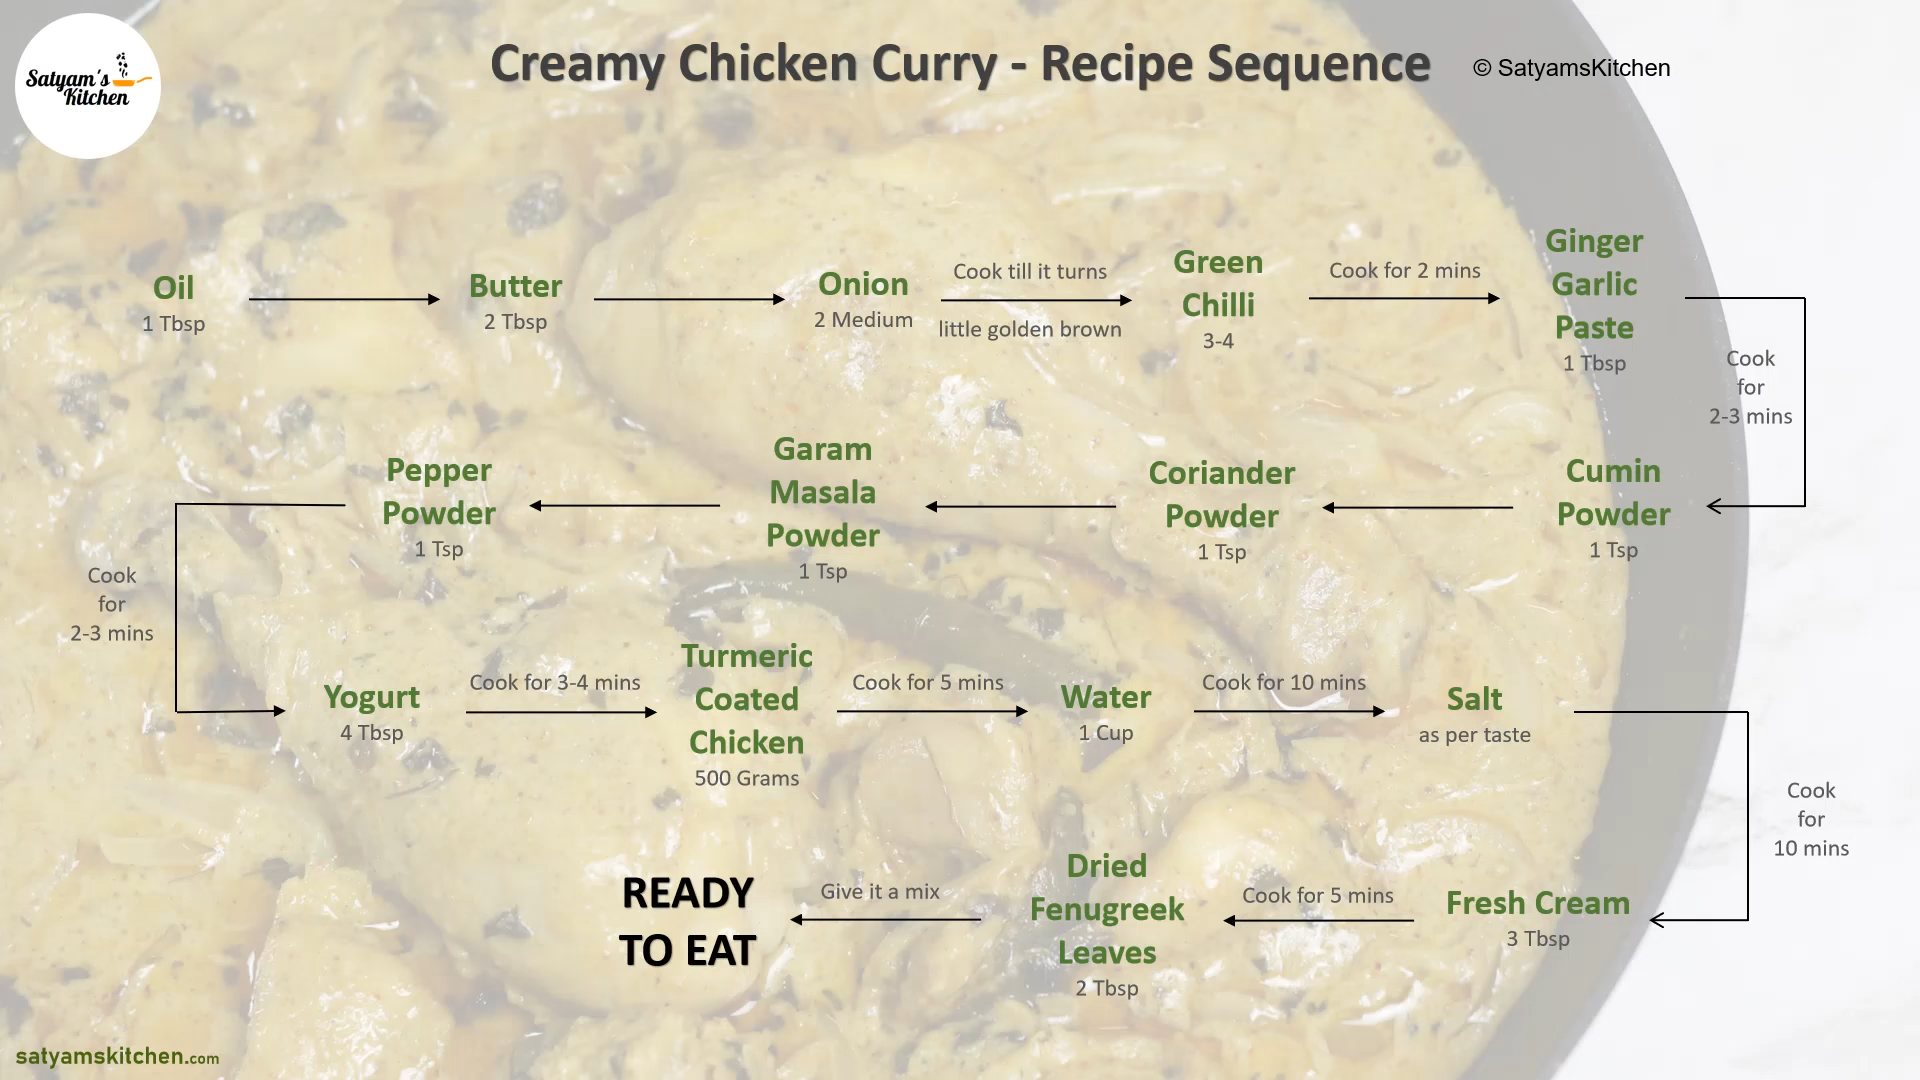 Satyam's
Kitchen
Creamy Chicken Curry - Recipe Sequence
© SatyamsKitchen
Oil
1 Tbsp
Butter
2 Tbsp
Onion
2 Medium
Cook till it turns
little golden brown
Green
Chilli
3-4
Cook for 2 mins
Ginger
Garlic
Paste
1 Tbsp
Cook
for
2-3 mins
Cumin
Powder
1 Tsp
Coriander
Powder
1 Tsp
Garam
Masala
Powder
1 Tsp
Pepper
Powder
1 Tsp
Cook
for
2-3 mins
Yogurt
4 Tbsp
Cook for 3-4 mins
Turmeric
Coated
Chicken
500 Grams
Cook for 5 mins
Water
1 Cup
Cook for 10 mins
Salt
as per taste
Cook
for
10 mins
Fresh Cream
3 Tbsp
Cook for 5 mins
Dried
Fenugreek
Leaves
2 Tbsp
Give it a mix
READY
TO EAT
satyamskitchen.com